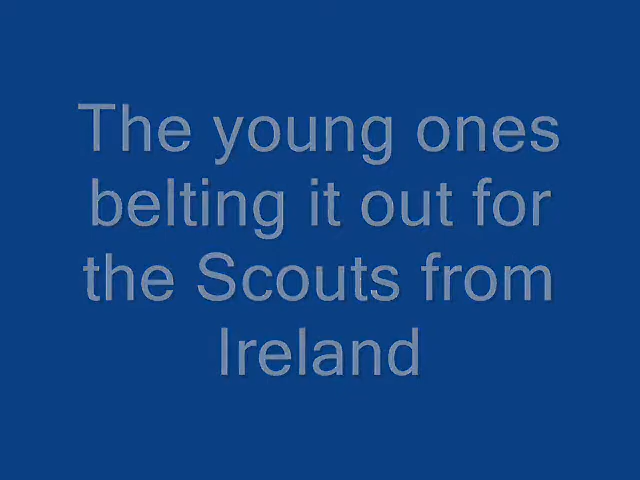 The young ones
belting it out for
the Scouts from
Ireland